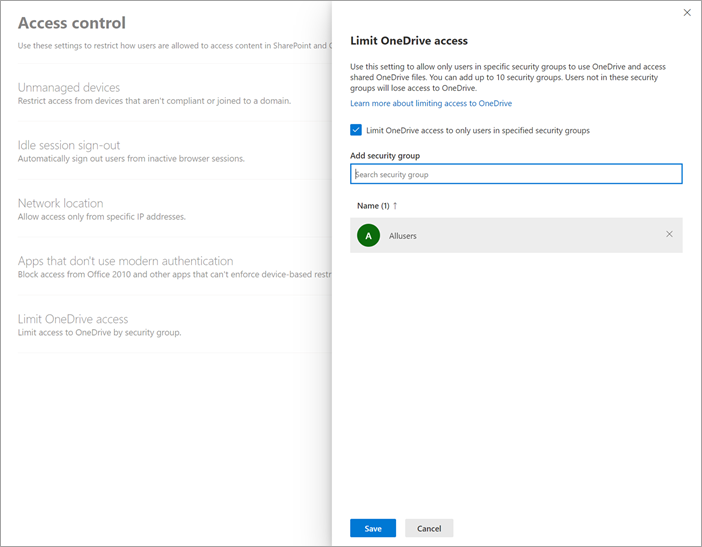 Access control
Use these settings to restrict how users are allowed to access content in SharePoint and
Unmanaged devices
Restrict access from devices that aren't compliant or joined to a domain.
Idle session sign-out
Automatically sign out users from inactive browser sessions.
Network location
Allow access only from specific IP addresses.
Apps that don't use modern authentication
Block access from Office 2010 and other apps that can't enforce device-based restr
Limit OneDrive access
Limit access to OneDrive by security group.
Limit OneDrive access
Use this setting to allow only users in specific security groups to use OneDrive and access
shared OneDrive files. You can add up to 10 security groups. Users not in these security
groups will lose access to OneDrive.
Learn more about limiting access to OneDrive
Limit OneDrive access to only users in specified security groups
Add security group
Search security group
Name (1) ↑
A Allusers
Save Cancel